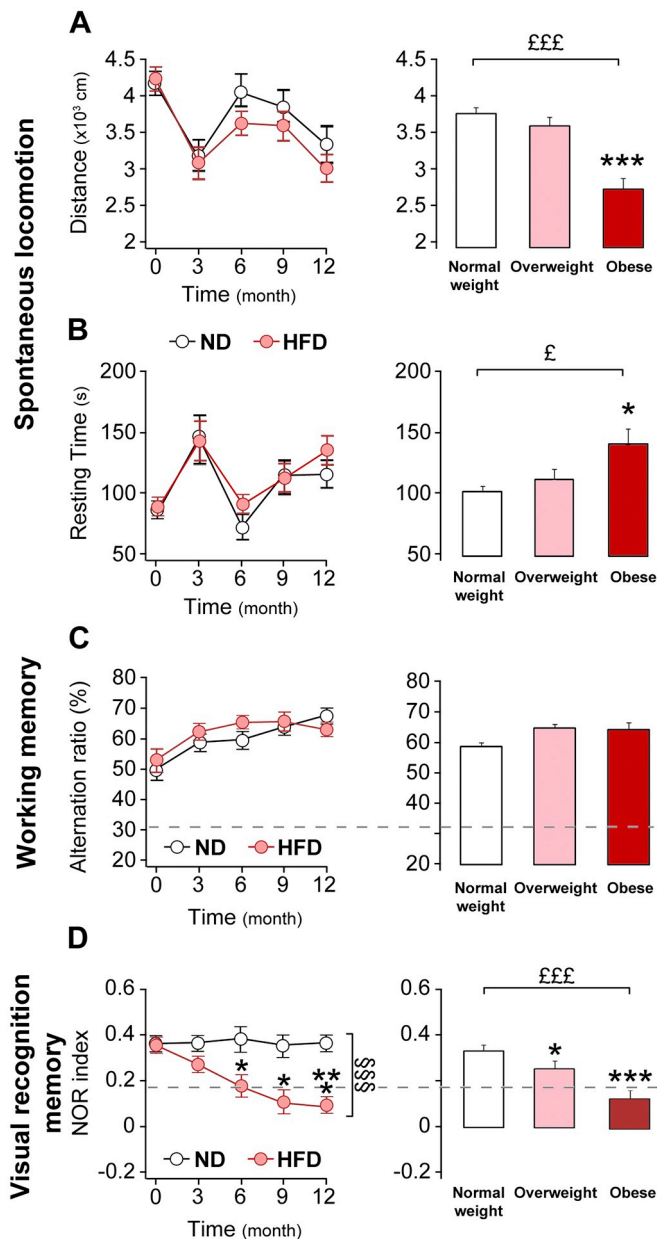 Spontaneous locomotion
A
Distance (x10³ cm)
4.5
4
3.5
3
2.5
2
0 3 6 9 12
Time (month)
4.5
4
3.5
3
2.5
2
£££
***
Normal weight
Overweight
Obese
B
ND HFD
Resting Time (s)
200
150
100
50
0 3 6 9 12
Time (month)
200
150
100
50
£
*
Normal weight
Overweight
Obese
Working memory
C
Alternation ratio (%)
80
70
60
50
40
30
20
ND HFD
0 3 6 9 12
Time (month)
80
70
60
50
40
30
20
Normal weight
Overweight
Obese
Visual recognition memory
D
NOR index
0.6
0.4
0.2
0
-0.2
* * ** *
§§§
ND HFD
0 3 6 9 12
Time (month)
0.6
0.4
0.2
0
-0.2
£££
*
***
Normal weight
Overweight
Obese